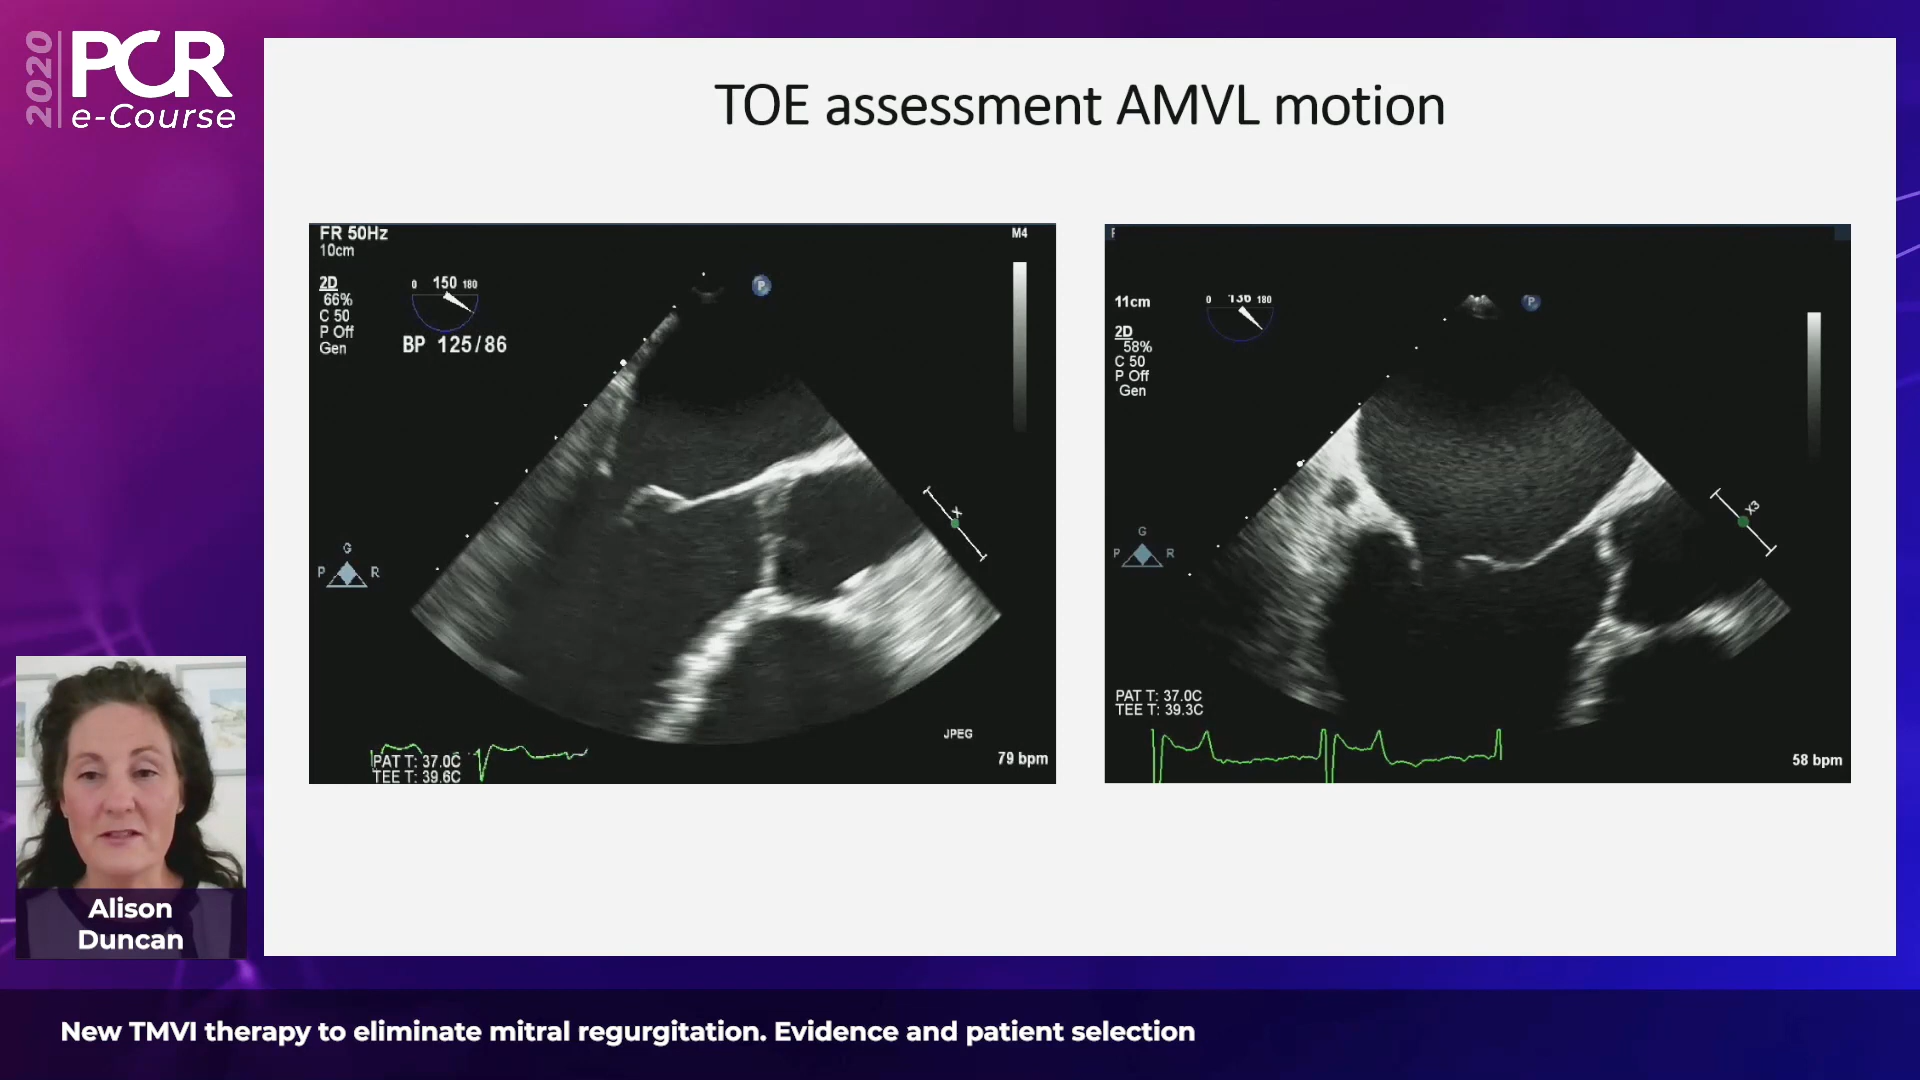 2020
PCR
e-Course
TOE assessment AMVL motion
FR 50Hz
10cm
2D
66%
C 50
P Off
Gen
0 150 180
BP 125/86
P
M4
X
G
P R
PAT T: 37.0C
TEE T: 39.6C
JPEG
79 bpm
11cm
2D
58%
C 50
P Off
Gen
0 136 180
P
X3
G
P R
PAT T: 37.0C
TEE T: 39.3C
58 bpm
Alison
Duncan
New TMVI therapy to eliminate mitral regurgitation. Evidence and patient selection